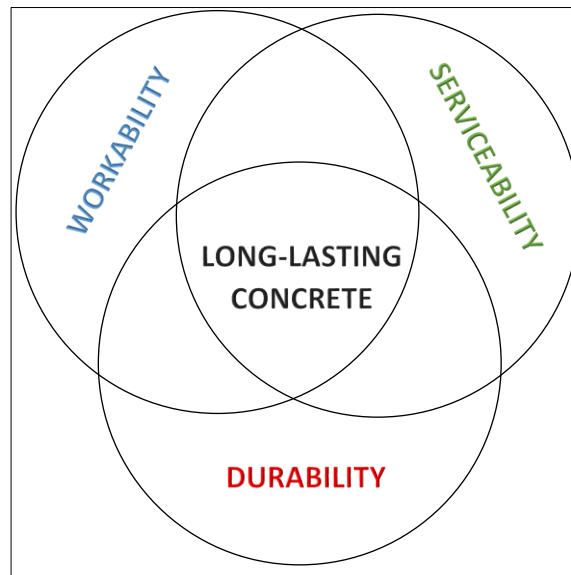 WORKABILITY
SERVICEABILITY
LONG-LASTING
CONCRETE
DURABILITY